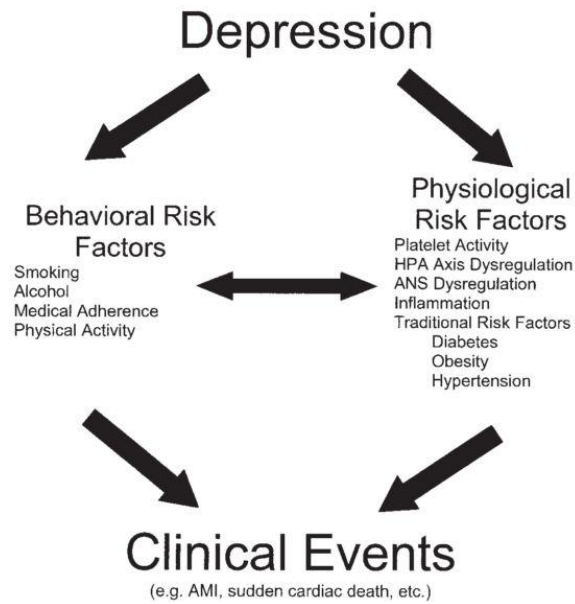 Depression
Behavioral Risk
Factors
Smoking
Alcohol
Medical Adherence
Physical Activity
Physiological
Risk Factors
Platelet Activity
HPA Axis Dysregulation
ANS Dysregulation
Inflammation
Traditional Risk Factors
Diabetes
Obesity
Hypertension
Clinical Events
(e.g. AMI, sudden cardiac death, etc.)